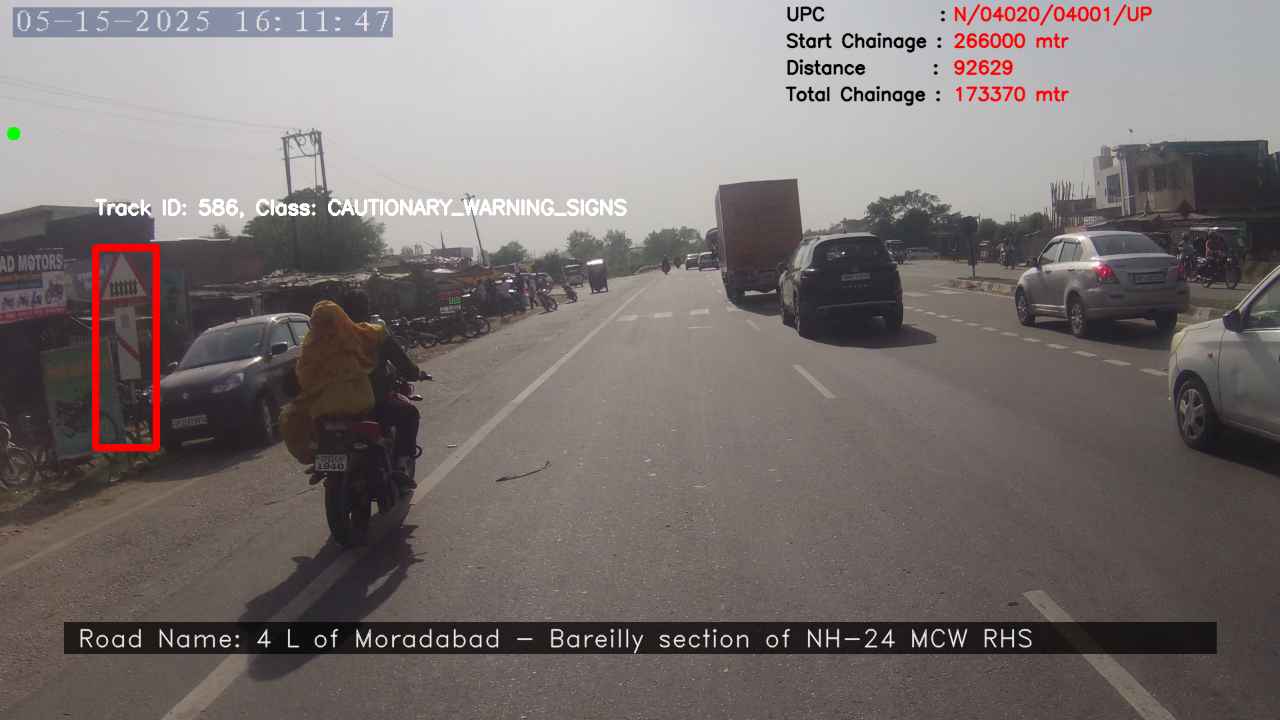 05-15-2025 16:11:47
UPC : N/04020/04001/UP
Start Chainage : 266000 mtr
Distance : 92629
Total Chainage : 173370 mtr
Track ID: 586, Class: CAUTIONARY_WARNING_SIGNS
AD MOTORS
1940
Road Name: 4 L of Moradabad - Bareilly section of NH-24 MCW RHS